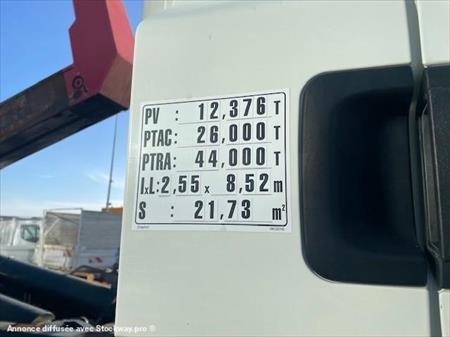 PV : 12,376 T
PTAC: 26,000 T
PTRA: 44,000 T
IxL: 2,55 x 8,52 m
S : 21,73 m²
Annonce diffusée avec Stockway.pro ®